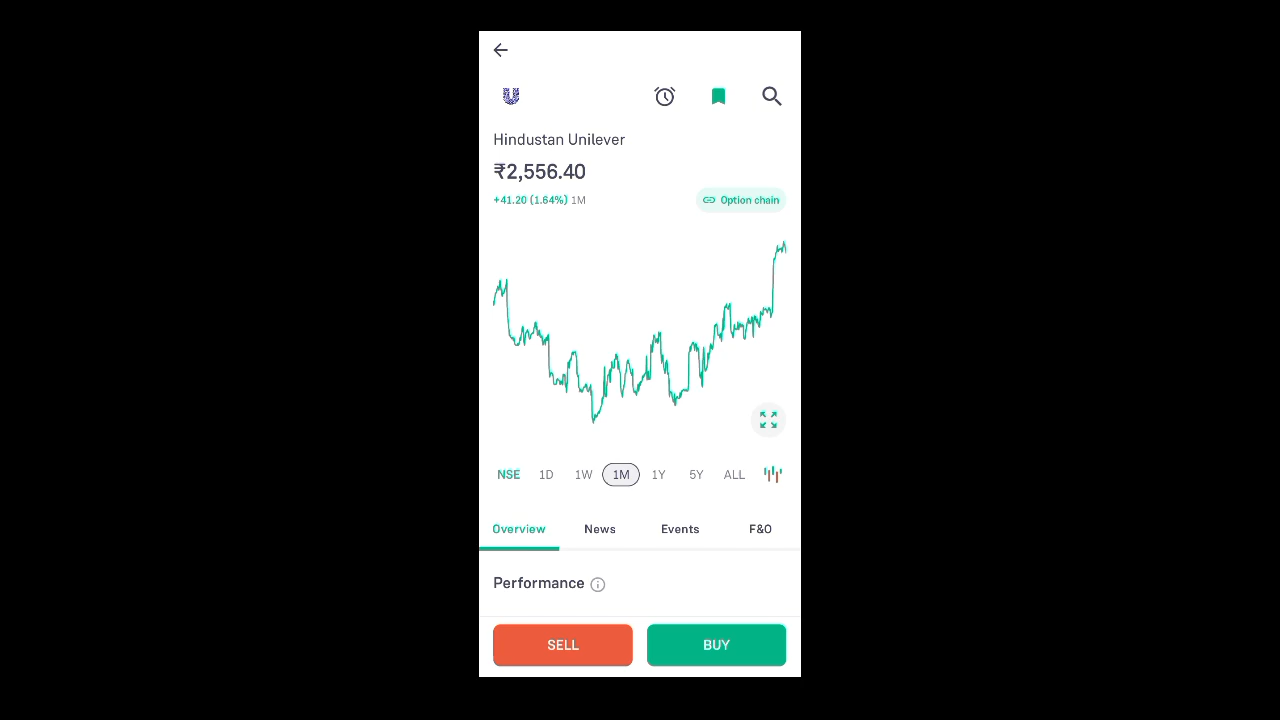 Hindustan Unilever
₹2,556.40
+41.20 (1.64%) 1M
Option chain
NSE 1D 1W 1M 1Y 5Y ALL
Overview News Events F&O
Performance
SELL BUY